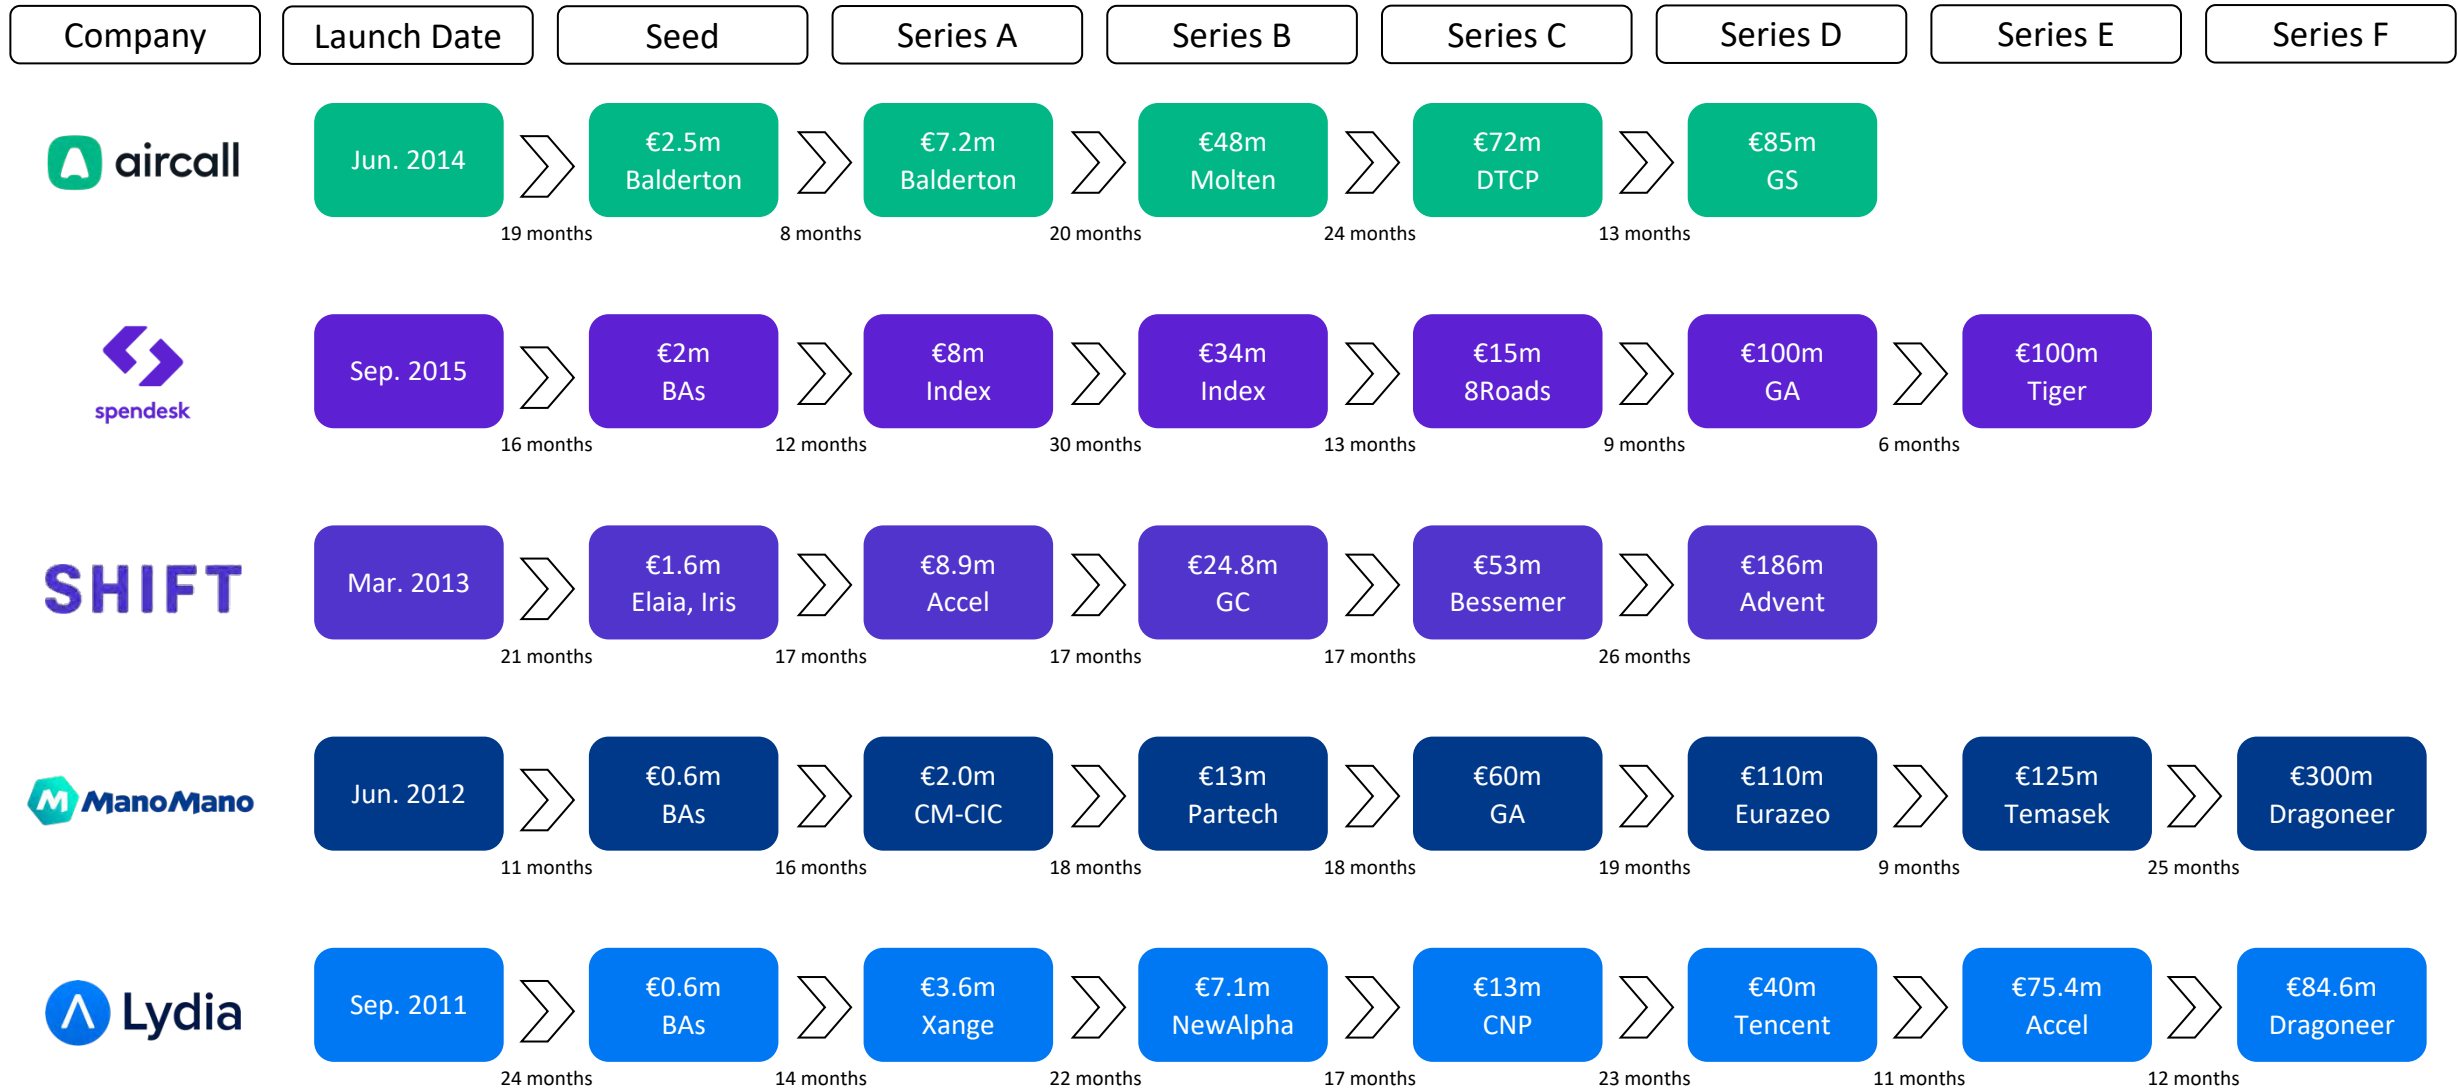 Company
Launch Date
Seed
Series A
Series B
Series C
Series D
Series E
Series F
aircall
Jun. 2014
€2.5m
Balderton
€7.2m
Balderton
€48m
Molten
€72m
DTCP
€85m
GS
19 months
8 months
20 months
24 months
13 months
spendesk
Sep. 2015
€2m
BAs
€8m
Index
€34m
Index
€15m
8Roads
€100m
GA
€100m
Tiger
16 months
12 months
30 months
13 months
9 months
6 months
SHIFT
Mar. 2013
€1.6m
Elaia, Iris
€8.9m
Accel
€24.8m
GC
€53m
Bessemer
€186m
Advent
21 months
17 months
17 months
17 months
26 months
M ManoMano
Jun. 2012
€0.6m
BAs
€2.0m
CM-CIC
€13m
Partech
€60m
GA
€110m
Eurazeo
€125m
Temasek
€300m
Dragoneer
11 months
16 months
18 months
18 months
19 months
9 months
25 months
Lydia
Sep. 2011
€0.6m
BAs
€3.6m
Xange
€7.1m
NewAlpha
€13m
CNP
€40m
Tencent
€75.4m
Accel
€84.6m
Dragoneer
24 months
14 months
22 months
17 months
23 months
11 months
12 months